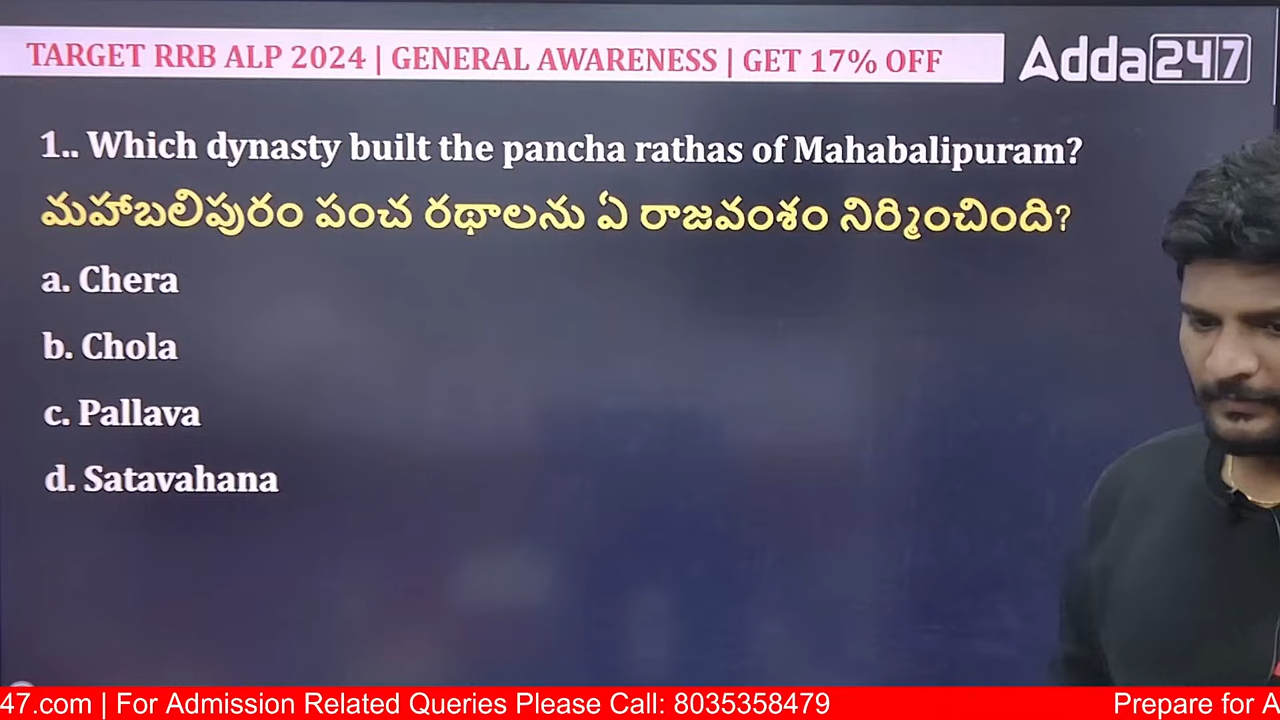 TARGET RRB ALP 2024 | GENERAL AWARENESS | GET 17% OFF
Adda247
1.. Which dynasty built the pancha rathas of Mahabalipuram?
మహాబలిపురం పంచ రథాలను ఏ రాజవంశం నిర్మించింది?
a. Chera
b. Chola
c. Pallava
d. Satavahana
47.com | For Admission Related Queries Please Call: 8035358479
Prepare for A